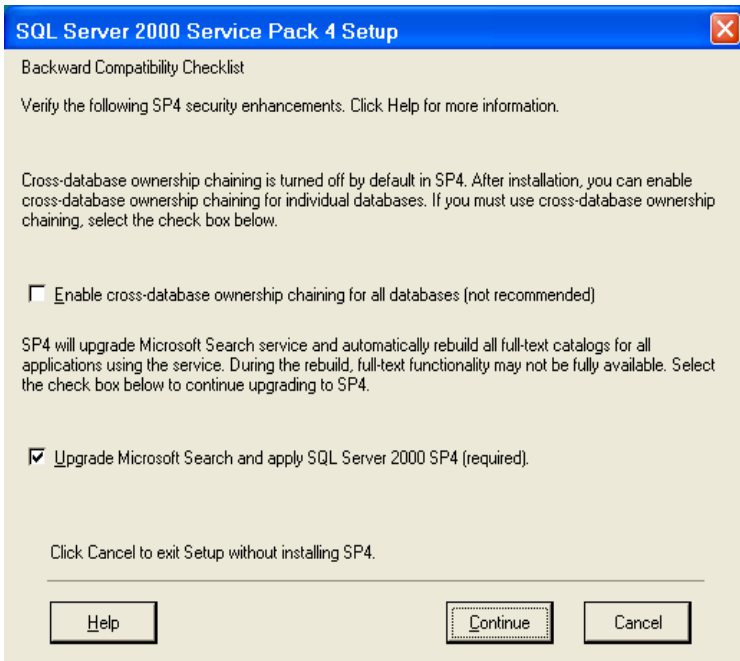 SQL Server 2000 Service Pack 4 Setup
Backward Compatibility Checklist
Verify the following SP4 security enhancements. Click Help for more information.
Cross-database ownership chaining is turned off by default in SP4. After installation, you can enable
cross-database ownership chaining for individual databases. If you must use cross-database ownership
chaining, select the check box below.
Enable cross-database ownership chaining for all databases (not recommended)
SP4 will upgrade Microsoft Search service and automatically rebuild all full-text catalogs for all
applications using the service. During the rebuild, full-text functionality may not be fully available. Select
the check box below to continue upgrading to SP4.
Upgrade Microsoft Search and apply SQL Server 2000 SP4 (required).
Click Cancel to exit Setup without installing SP4.
Help Continue Cancel